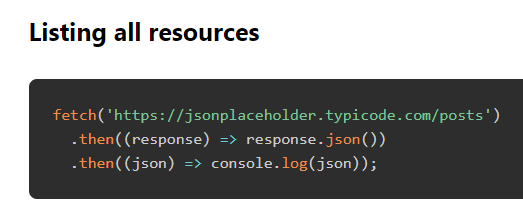 Listing all resources
fetch('https://jsonplaceholder.typicode.com/posts')
  .then((response) => response.json())
  .then((json) => console.log(json));